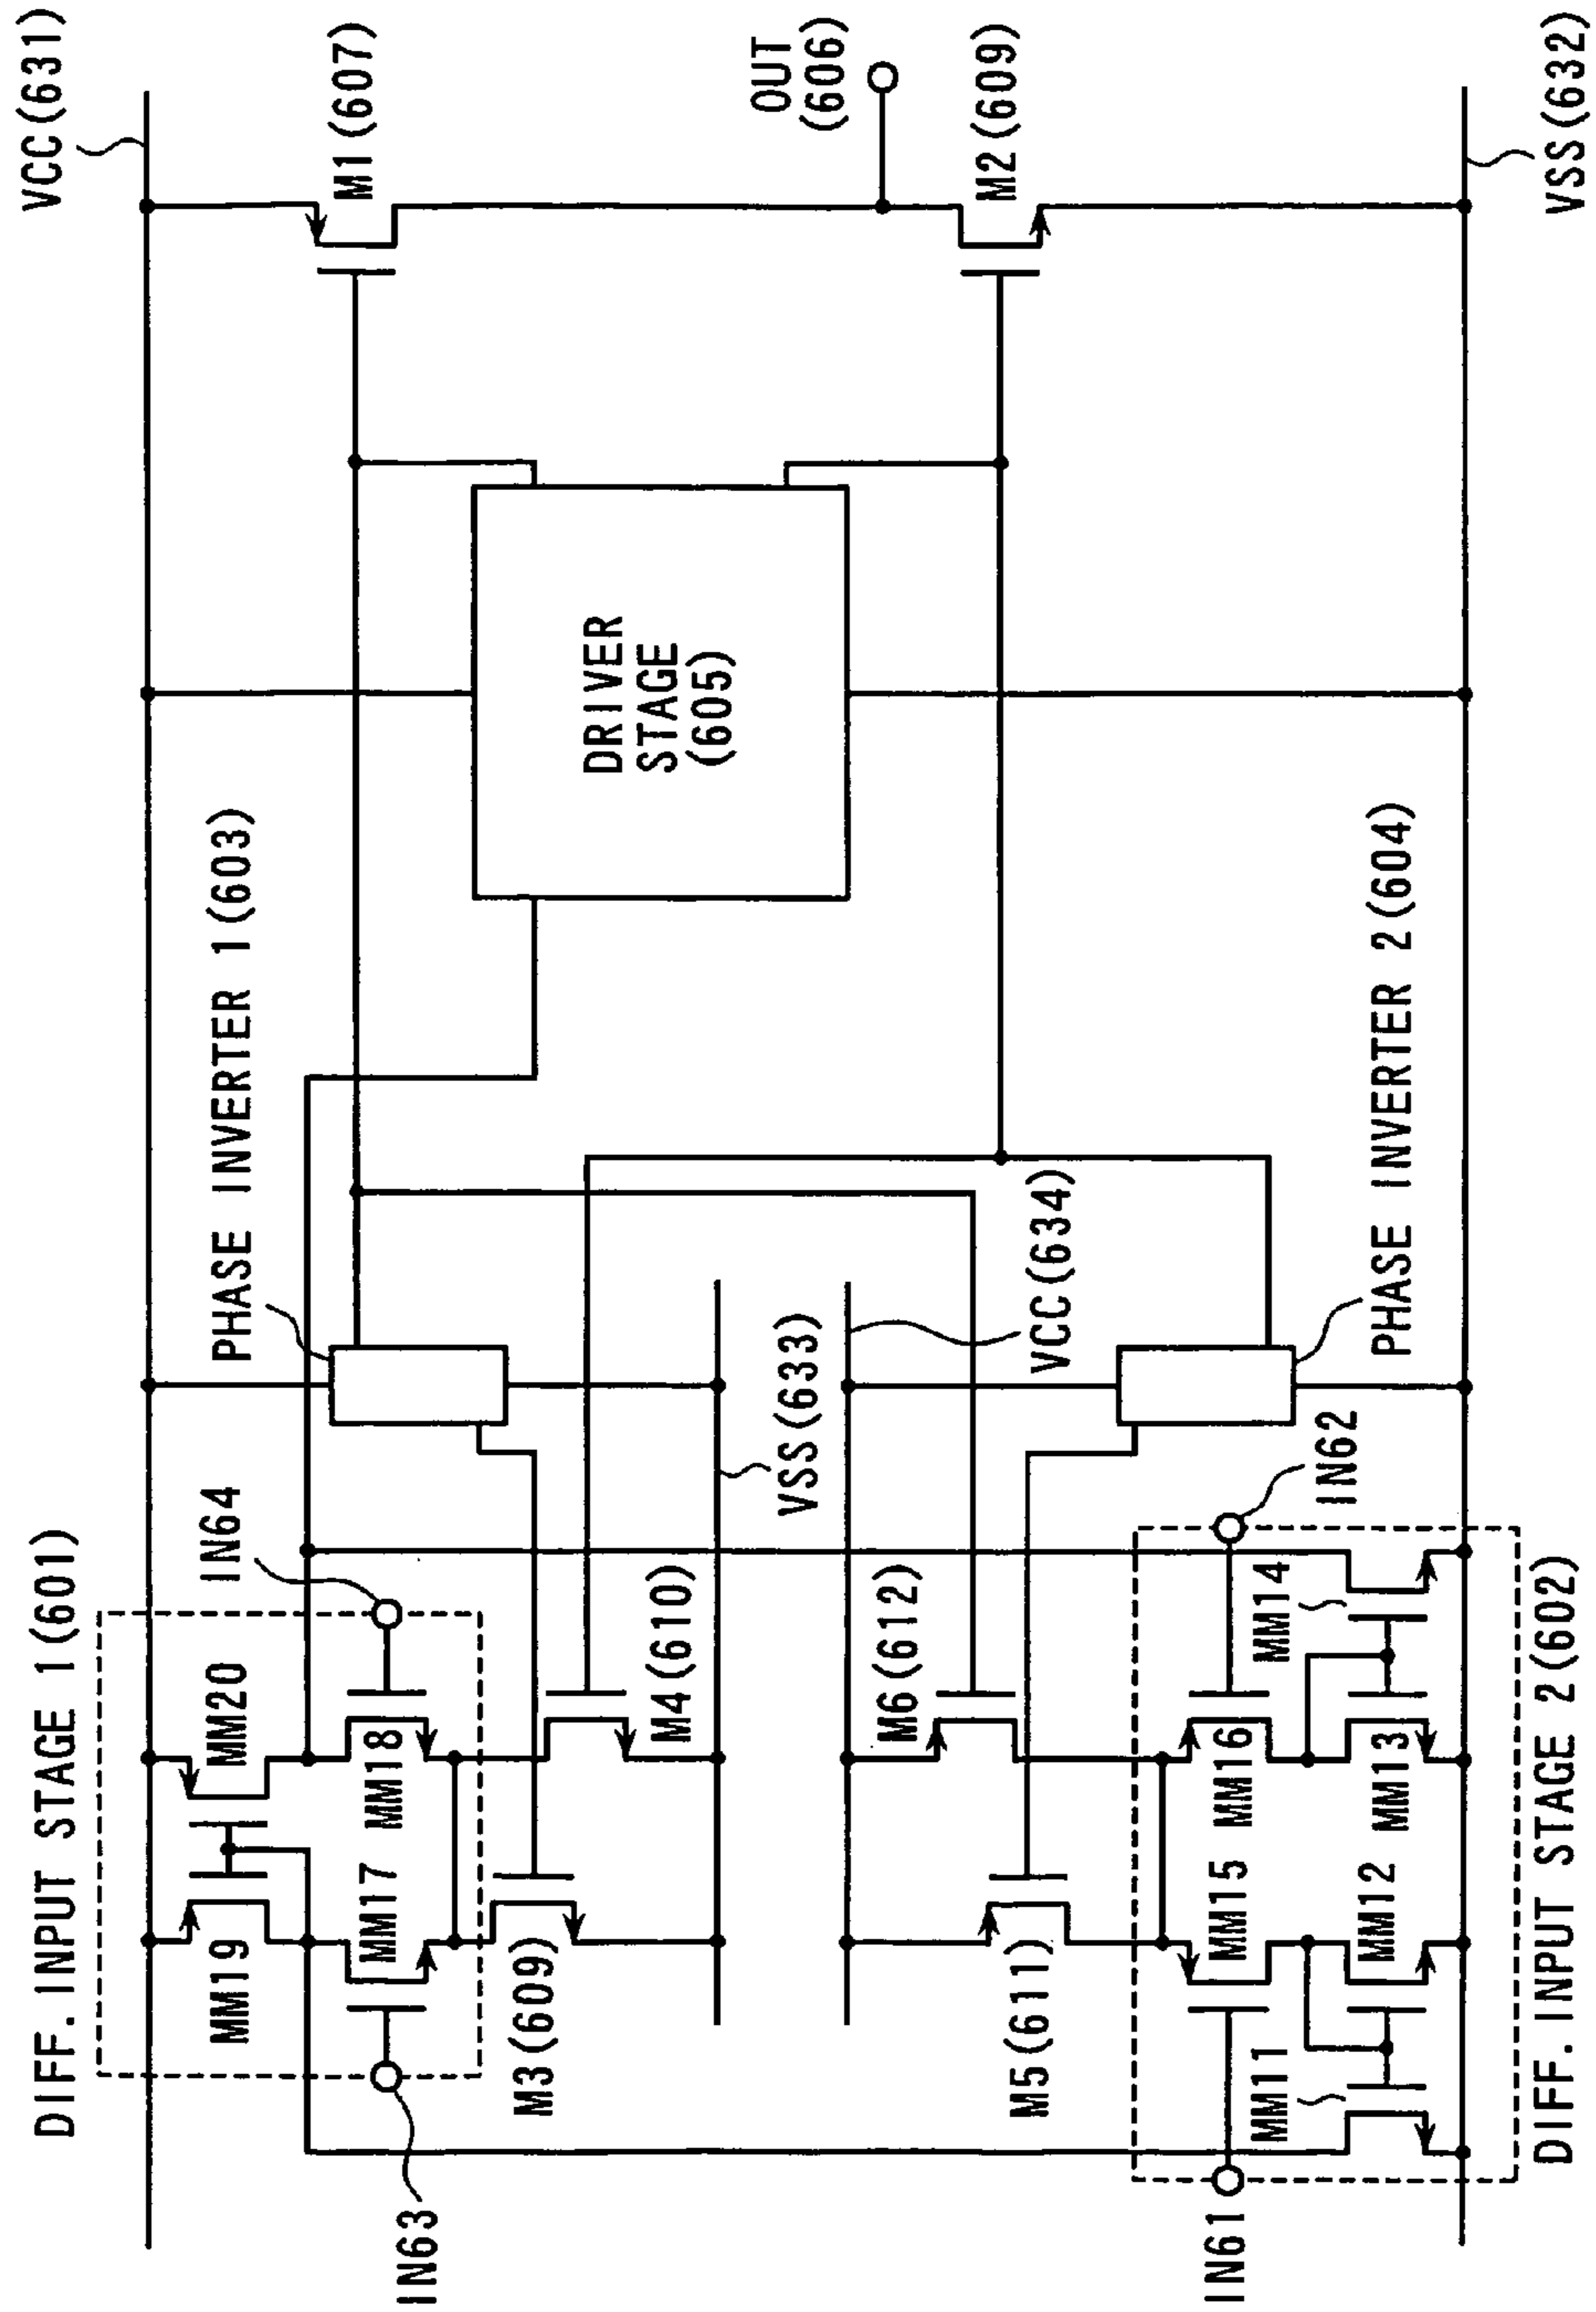 VCC(631)
M1(607)
OUT
(606)
M2(609)
VSS(632)
DRIVER
STAGE
(605)
PHASE INVERTER 1(603)
PHASE INVERTER 2(604)
VCC(634)
VSS(633)
DIFF. INPUT STAGE 1(601)
IN64
MM20
MM18
MM19
MM17
IN63
M4(610)
M3(609)
M6(612)
M5(611)
IN62
MM14
MM16
MM13
MM15
MM12
MM11
IN61
DIFF. INPUT STAGE 2(602)